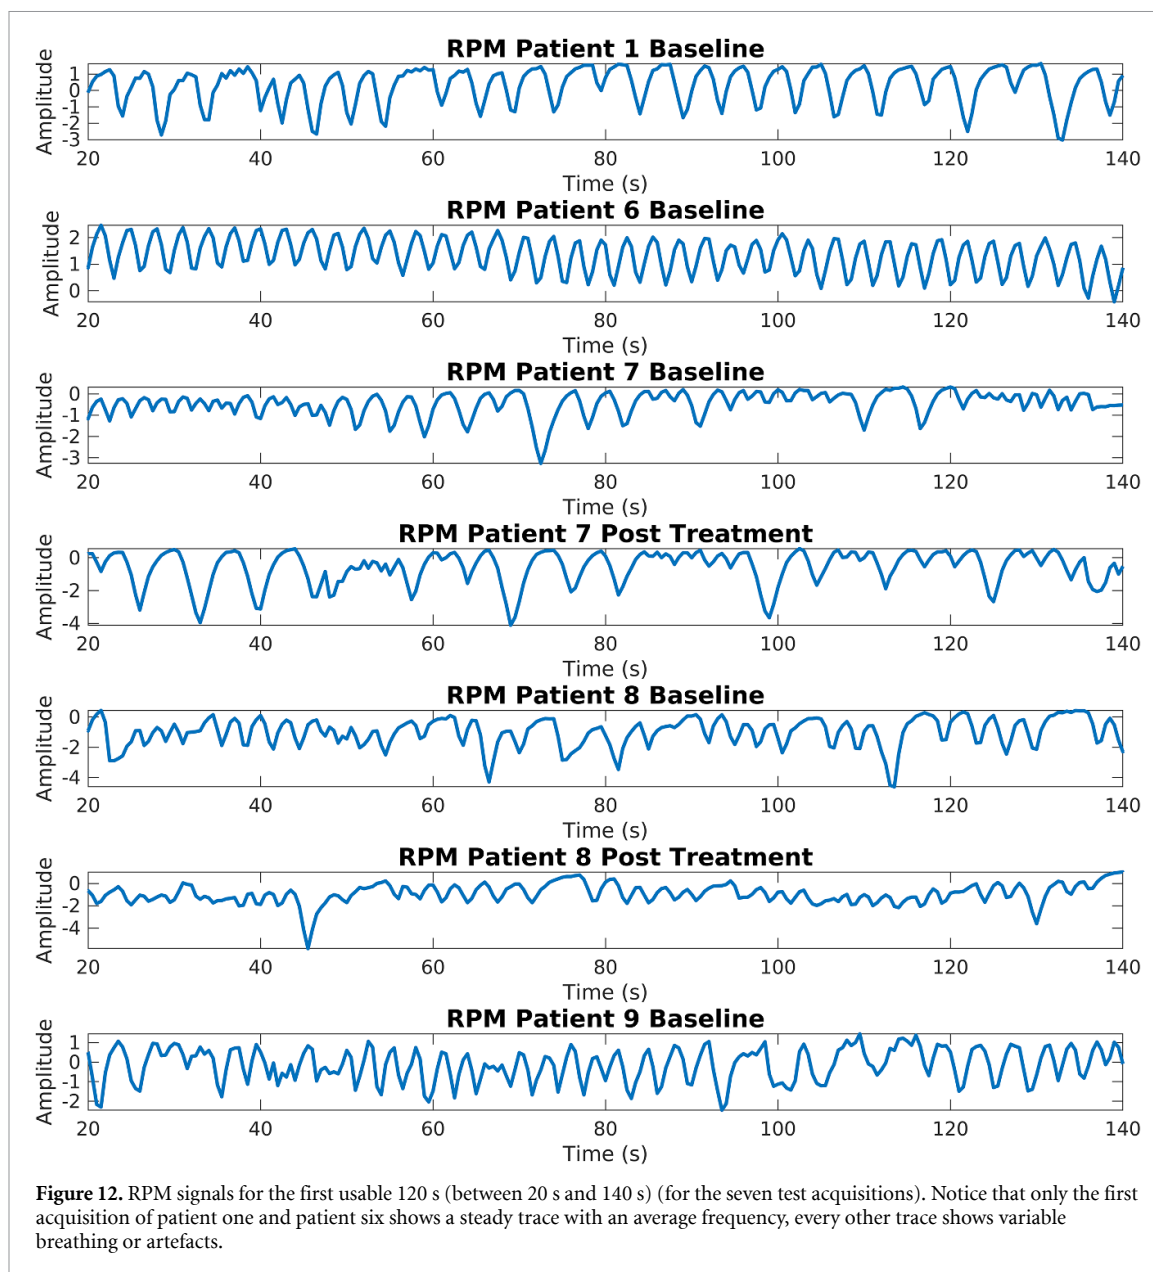 RPM Patient 1 Baseline
Amplitude
1
0
-1
-2
-3
20 40 60 80 100 120 140
Time (s)
RPM Patient 6 Baseline
Amplitude
2
1
0
20 40 60 80 100 120 140
Time (s)
RPM Patient 7 Baseline
Amplitude
0
-1
-2
-3
20 40 60 80 100 120 140
Time (s)
RPM Patient 7 Post Treatment
Amplitude
0
-2
-4
20 40 60 80 100 120 140
Time (s)
RPM Patient 8 Baseline
Amplitude
0
-2
-4
20 40 60 80 100 120 140
Time (s)
RPM Patient 8 Post Treatment
Amplitude
0
-2
-4
20 40 60 80 100 120 140
Time (s)
RPM Patient 9 Baseline
Amplitude
1
0
-1
-2
20 40 60 80 100 120 140
Time (s)
Figure 12. RPM signals for the first usable 120 s (between 20 s and 140 s) (for the seven test acquisitions). Notice that only the first
acquisition of patient one and patient six shows a steady trace with an average frequency, every other trace shows variable
breathing or artefacts.